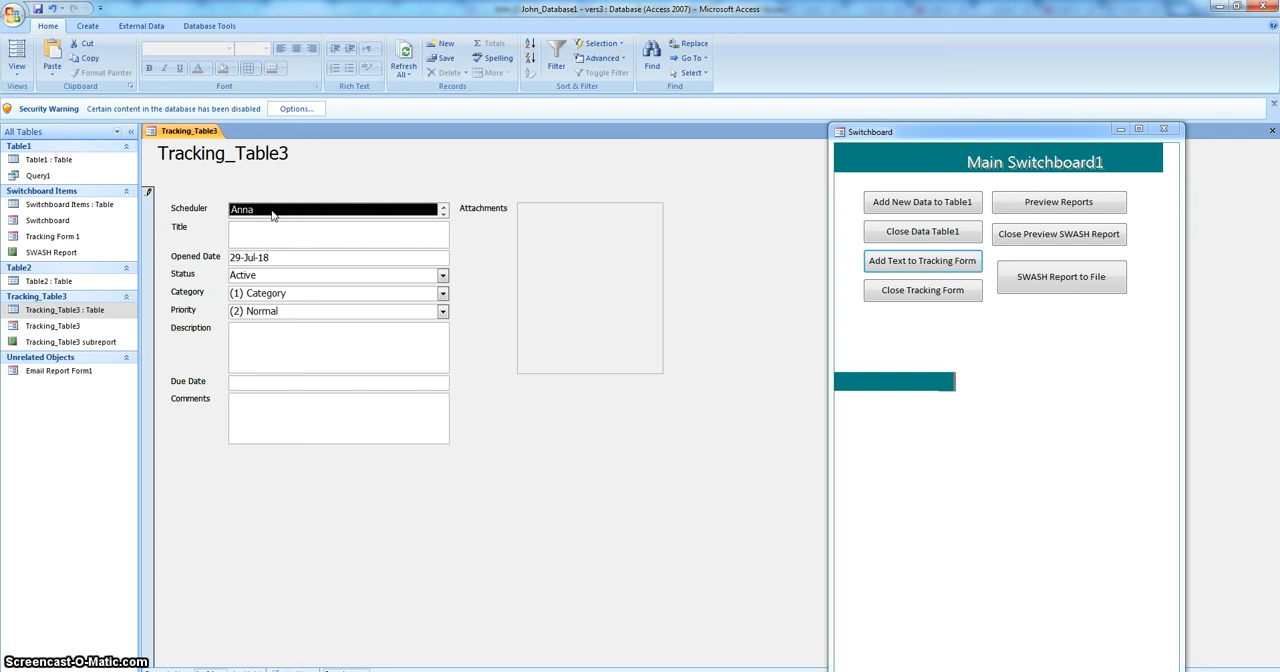 John_Database1 - vers3 : Database (Access 2007) - Microsoft Access
Home Create External Data Database Tools
View
Views
Paste
Cut
Copy
Format Painter
Clipboard
B I U A
Font
Rich Text
Refresh All
New
Save
Delete
Totals
Spelling
More
Records
Filter
Selection
Advanced
Toggle Filter
Sort & Filter
Find
Replace
Go To
Select
Find
Security Warning Certain content in the database has been disabled Options...
All Tables
Table1
Table1 : Table
Query1
Switchboard Items
Switchboard Items : Table
Switchboard
Tracking Form 1
SWASH Report
Table2
Table2 : Table
Tracking_Table3
Tracking_Table3 : Table
Tracking_Table3
Tracking_Table3 subreport
Unrelated Objects
Email Report Form1
Tracking_Table3
Tracking_Table3
Scheduler Anna
Title
Opened Date 29-Jul-18
Status Active
Category (1) Category
Priority (2) Normal
Description
Due Date
Comments
Attachments
Switchboard
Main Switchboard1
Add New Data to Table1 Preview Reports
Close Data Table1 Close Preview SWASH Report
Add Text to Tracking Form SWASH Report to File
Close Tracking Form
Screencast-O-Matic.com